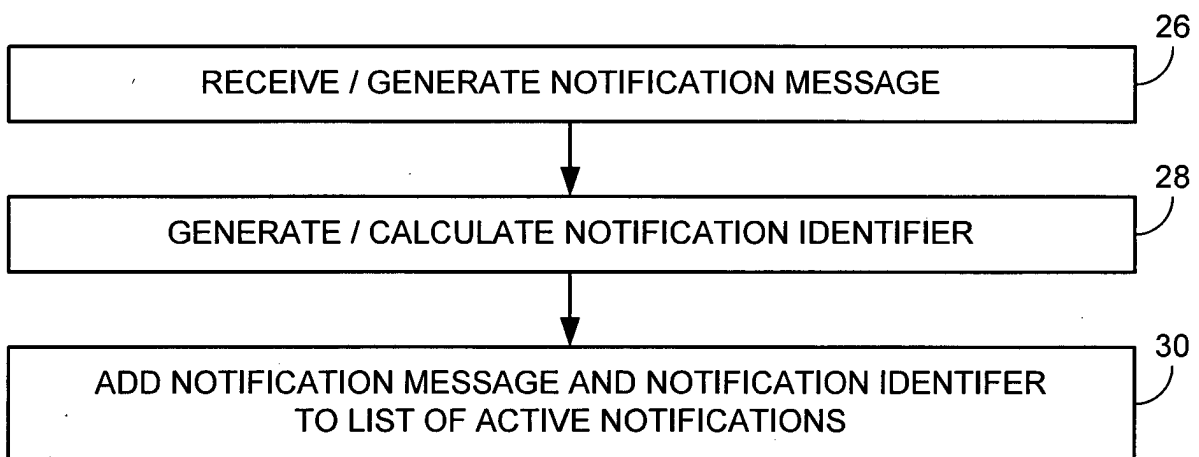 26
RECEIVE / GENERATE NOTIFICATION MESSAGE
28
GENERATE / CALCULATE NOTIFICATION IDENTIFIER
30
ADD NOTIFICATION MESSAGE AND NOTIFICATION IDENTIFER
TO LIST OF ACTIVE NOTIFICATIONS